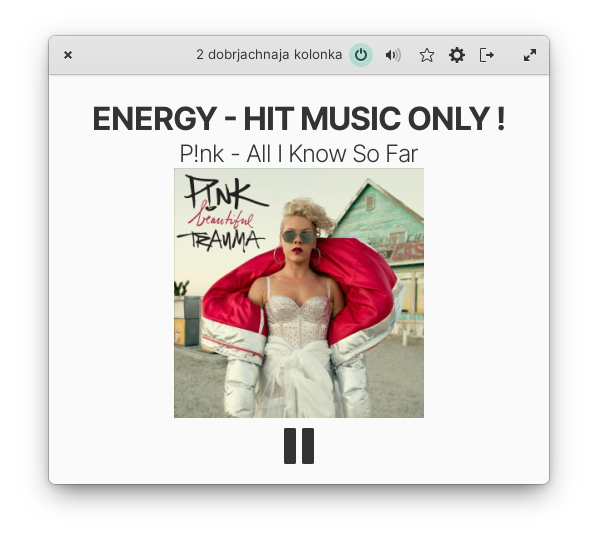 2 dobrjachnaja kolonka
ENERGY - HIT MUSIC ONLY !
P!nk - All I Know So Far
P!NK
beautiful
TRAUMA